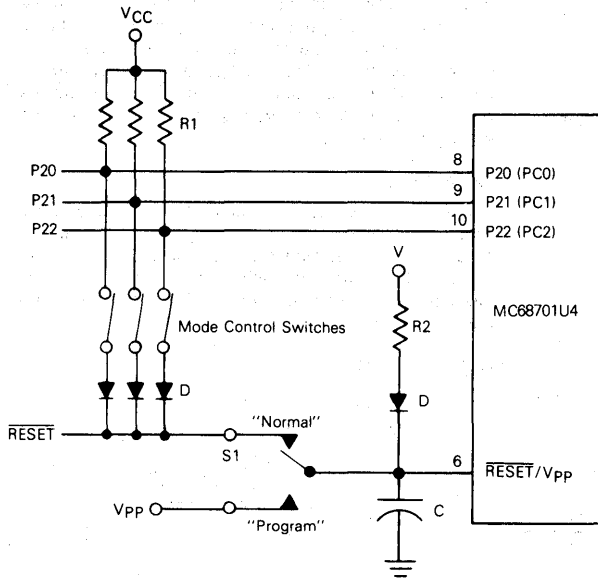 VCC
R1
P20
8
P20 (PC0)
P21
9
P21 (PC1)
P22
10
P22 (PC2)
V
R2
MC68701U4
Mode Control Switches
D
D
RESET
"Normal"
S1
6
RESET/VPP
C
VPP
"Program"